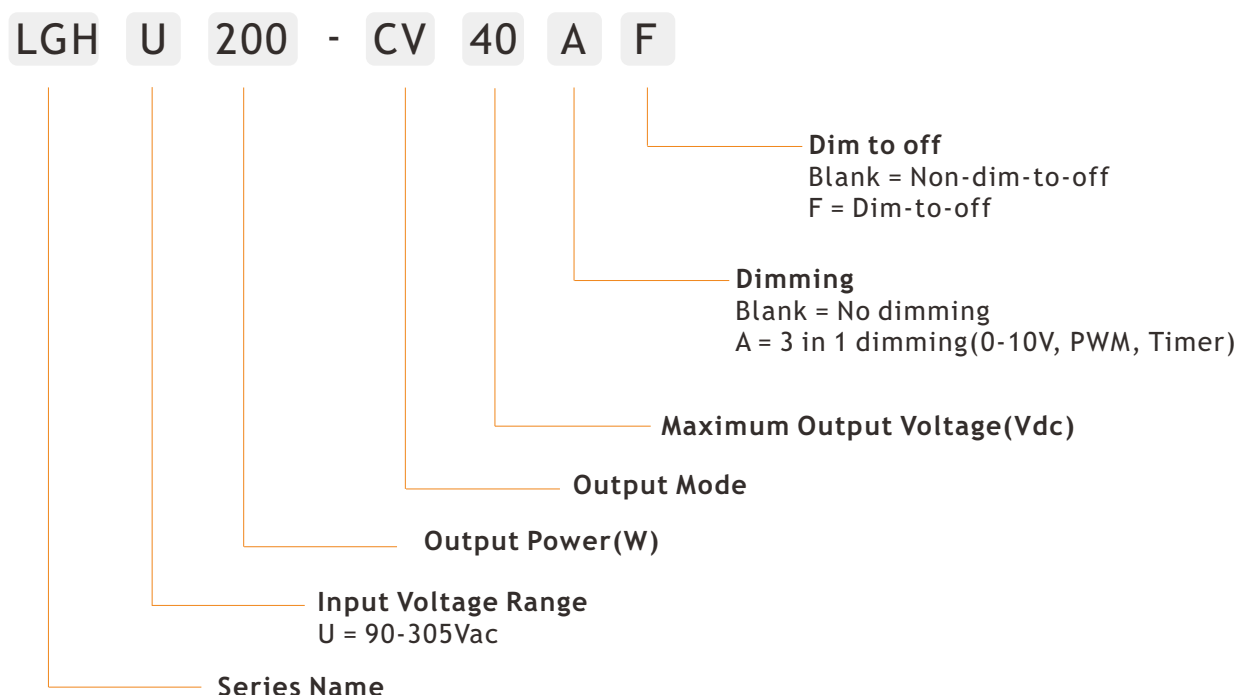 LGH U 200 - CV 40 A F
Dim to off
Blank = Non-dim-to-off
F = Dim-to-off
Dimming
Blank = No dimming
A = 3 in 1 dimming(0-10V, PWM, Timer)
Maximum Output Voltage(Vdc)
Output Mode
Output Power(W)
Input Voltage Range
U = 90-305Vac
Series Name